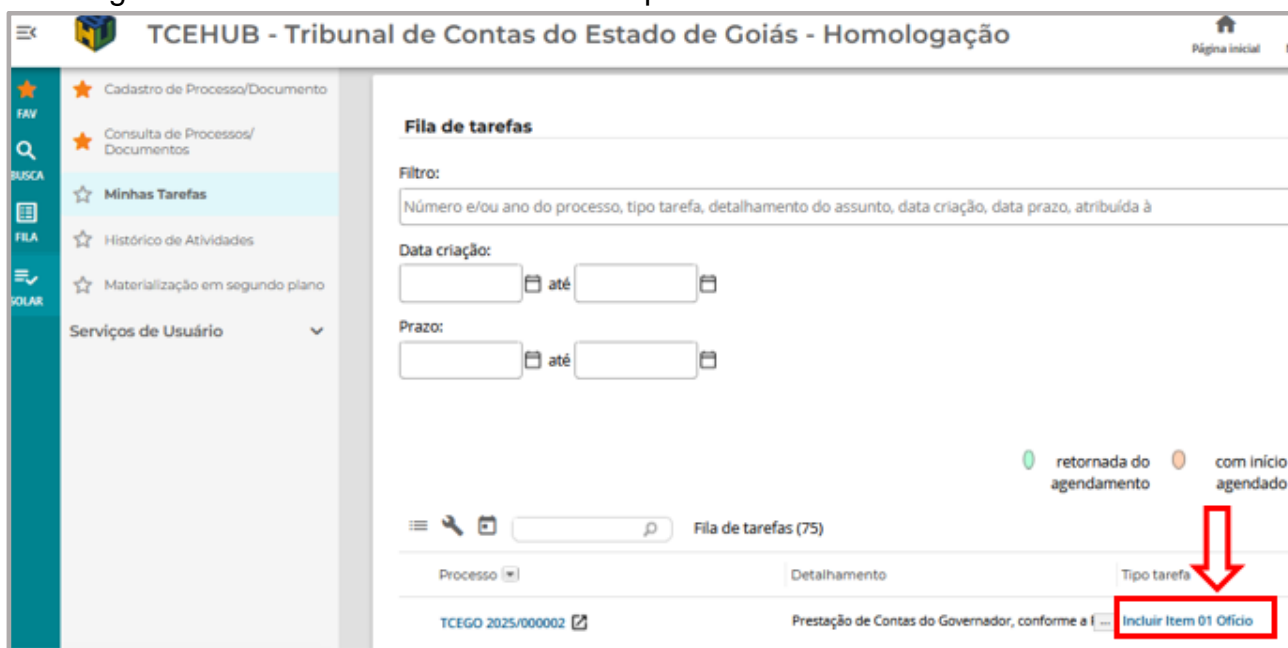 TCEHUB - Tribunal de Contas do Estado de Goiás - Homologação
Página inicial
FAV
BUSCA
FILA
SOLAR
Cadastro de Processo/Documento
Consulta de Processos/
Documentos
Minhas Tarefas
Histórico de Atividades
Materialização em segundo plano
Serviços de Usuário
Fila de tarefas
Filtro:
Número e/ou ano do processo, tipo tarefa, detalhamento do assunto, data criação, data prazo, atribuída à
Data criação:
até
Prazo:
até
retornada do
agendamento
com início
agendado
Fila de tarefas (75)
Processo Detalhamento Tipo tarefa
TCEGO 2025/000002 Prestação de Contas do Governador, conforme a ... Incluir Item 01 Ofício